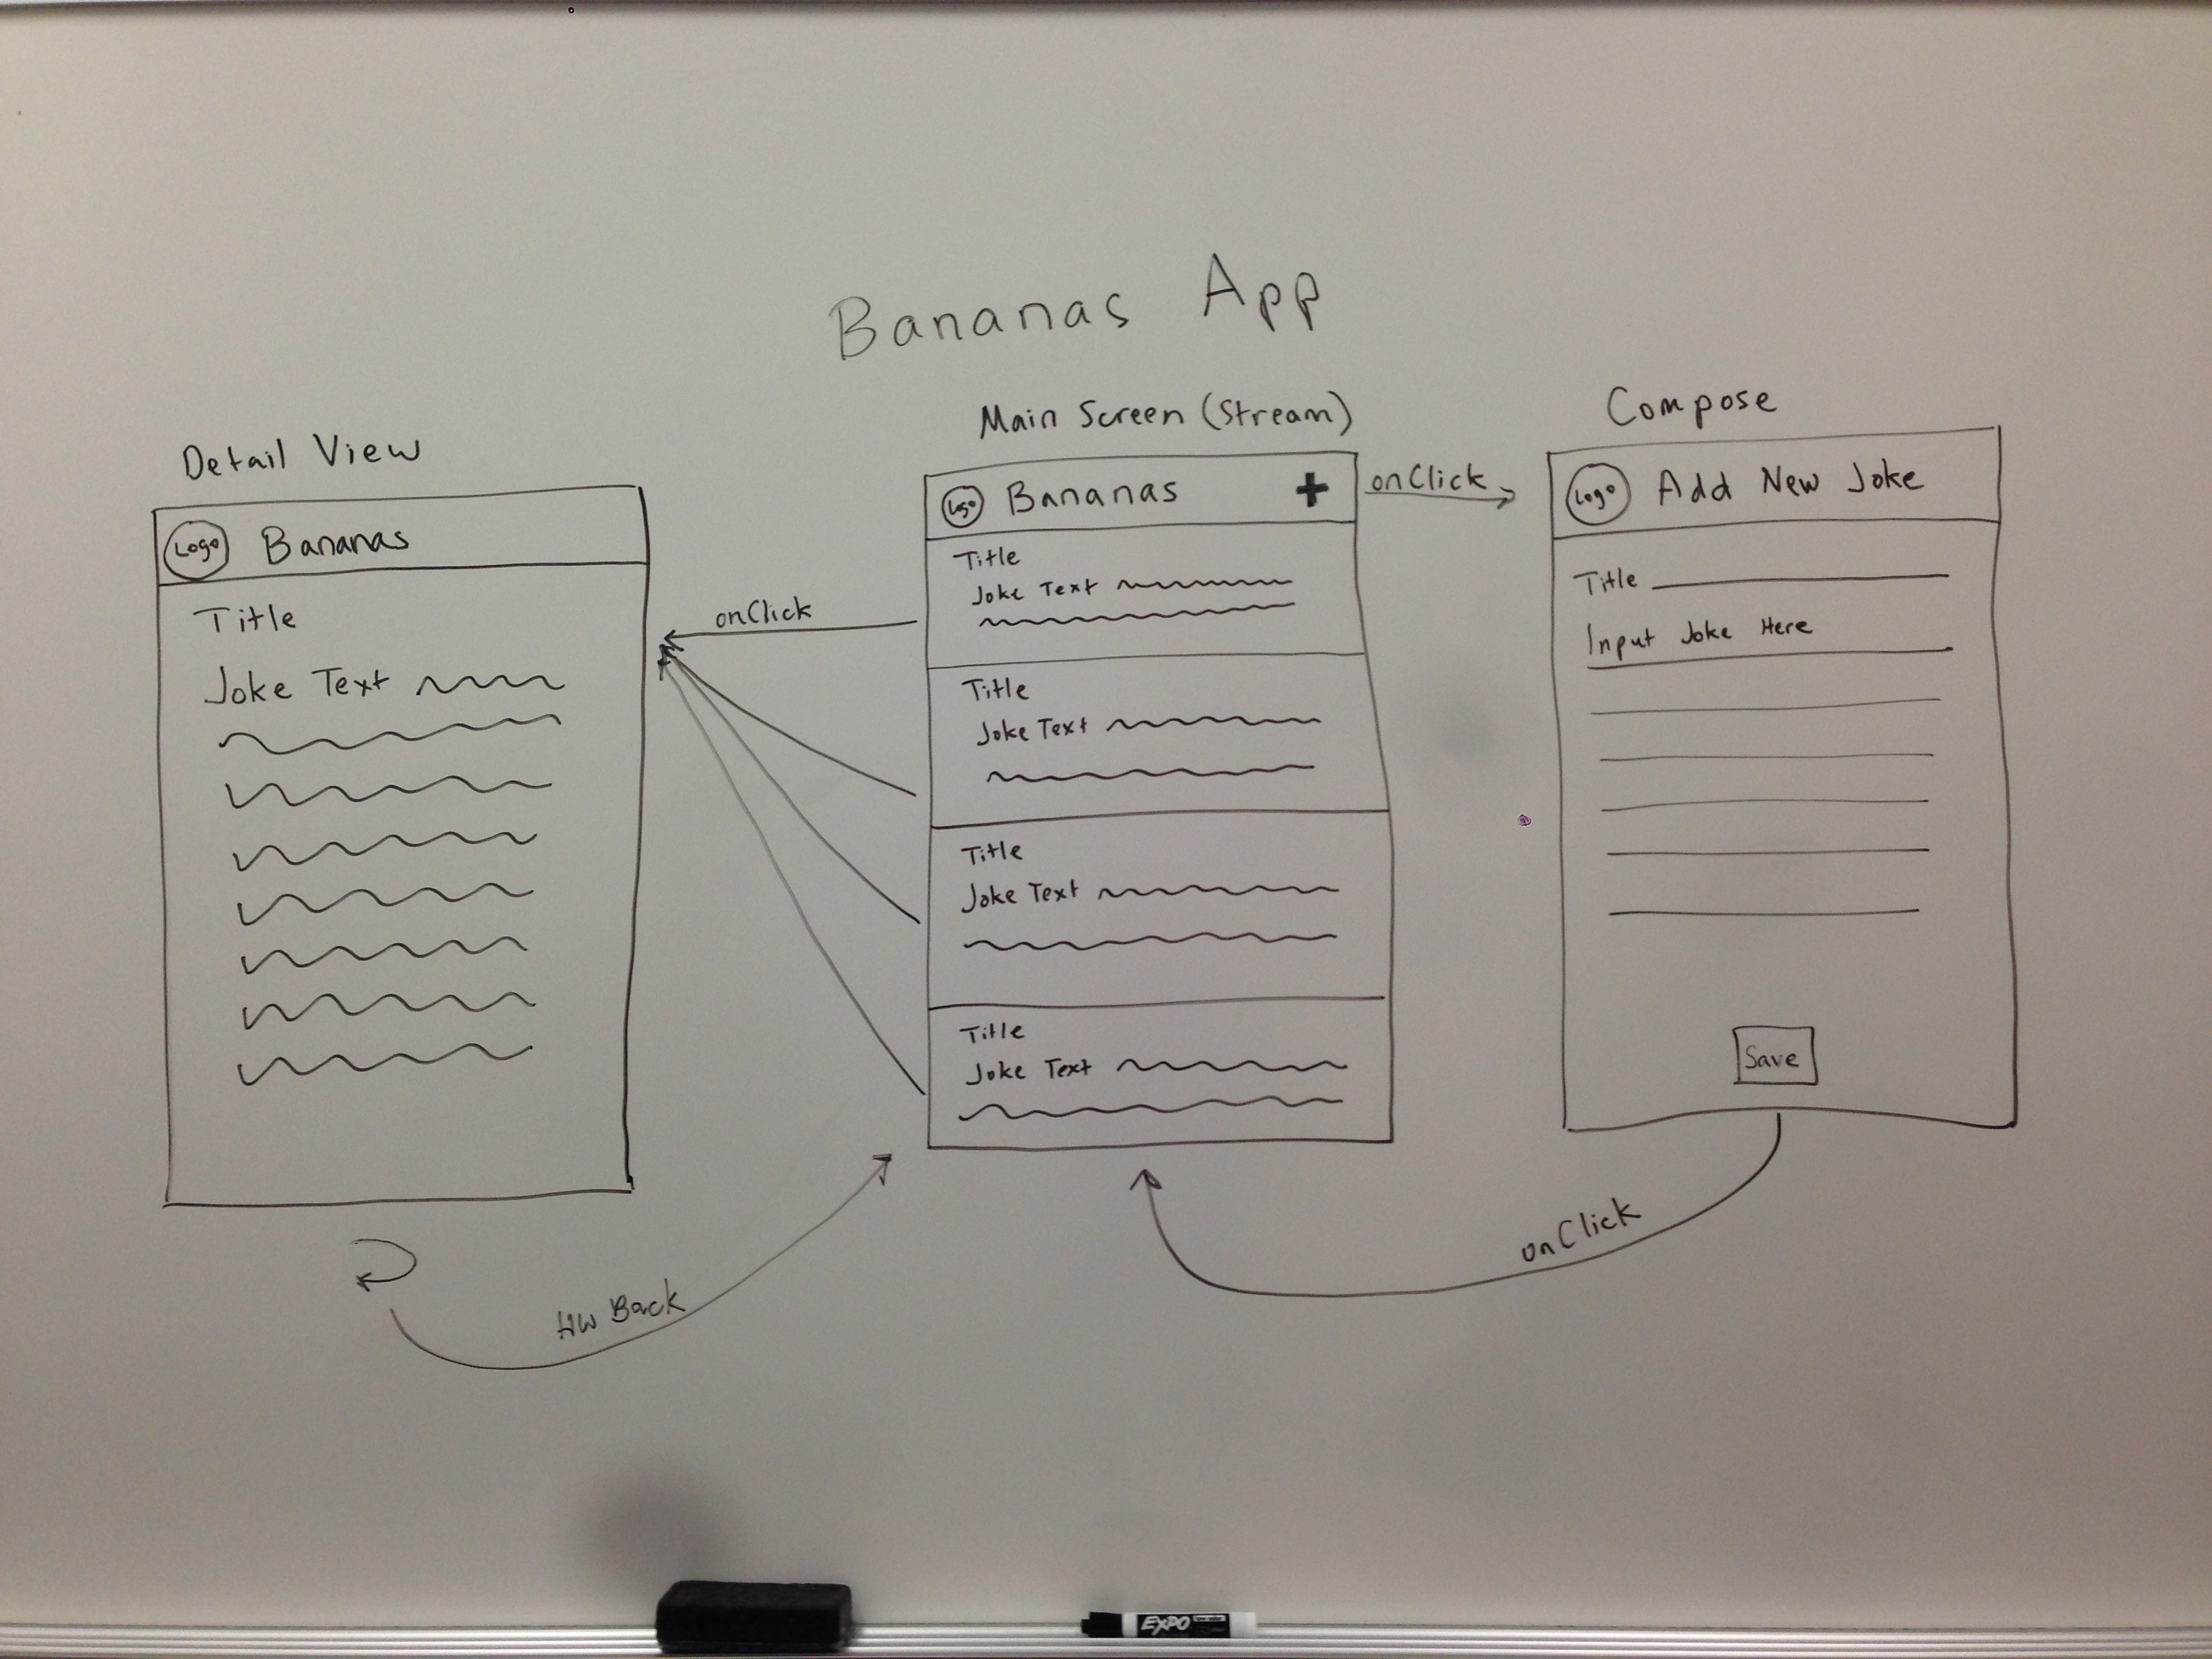 Bananas App
Detail View
Logo Bananas
Title
Joke Text
onClick
HW Back
Main Screen (Stream)
Logo Bananas +
Title
Joke Text
Title
Joke Text
Title
Joke Text
Title
Joke Text
onClick
Compose
Logo Add New Joke
Title
Input Joke Here
Save
onClick
EXPO